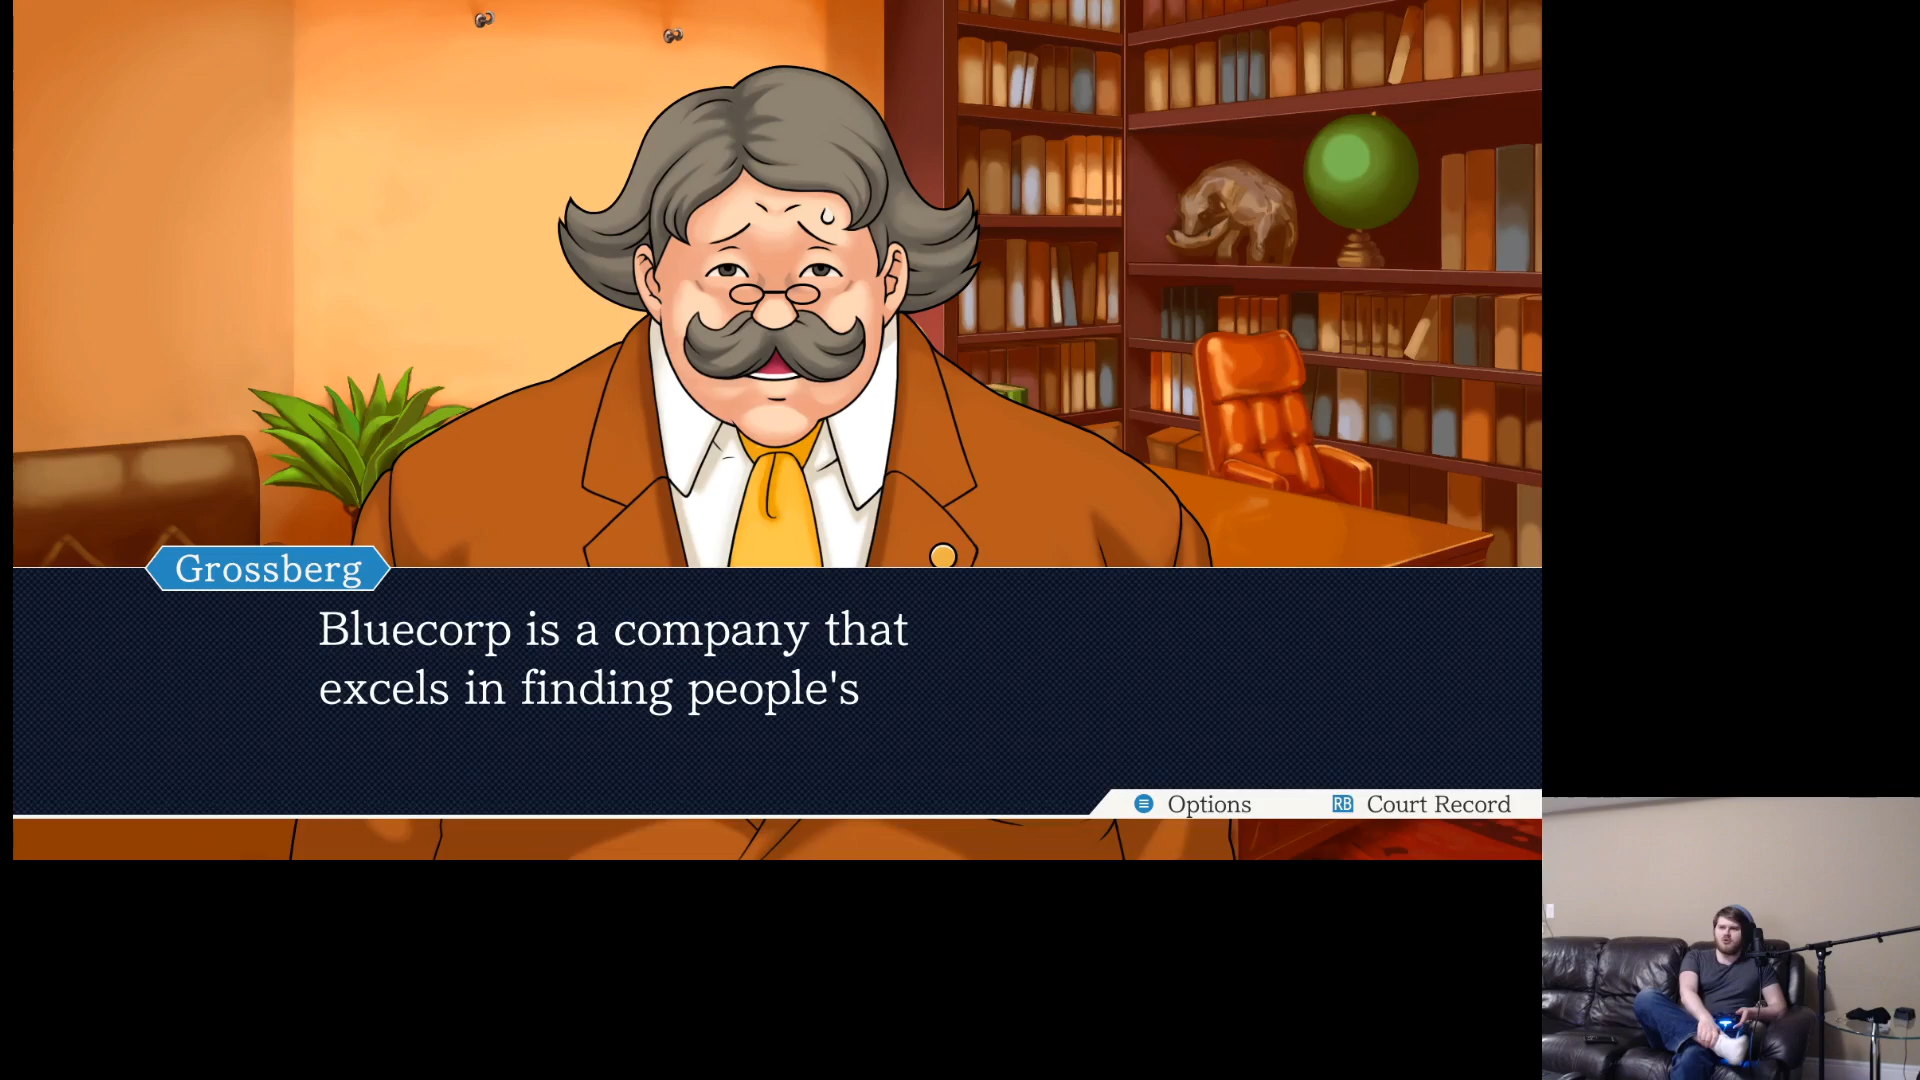 Grossberg
Bluecorp is a company that
excels in finding people's
Options
RB Court Record